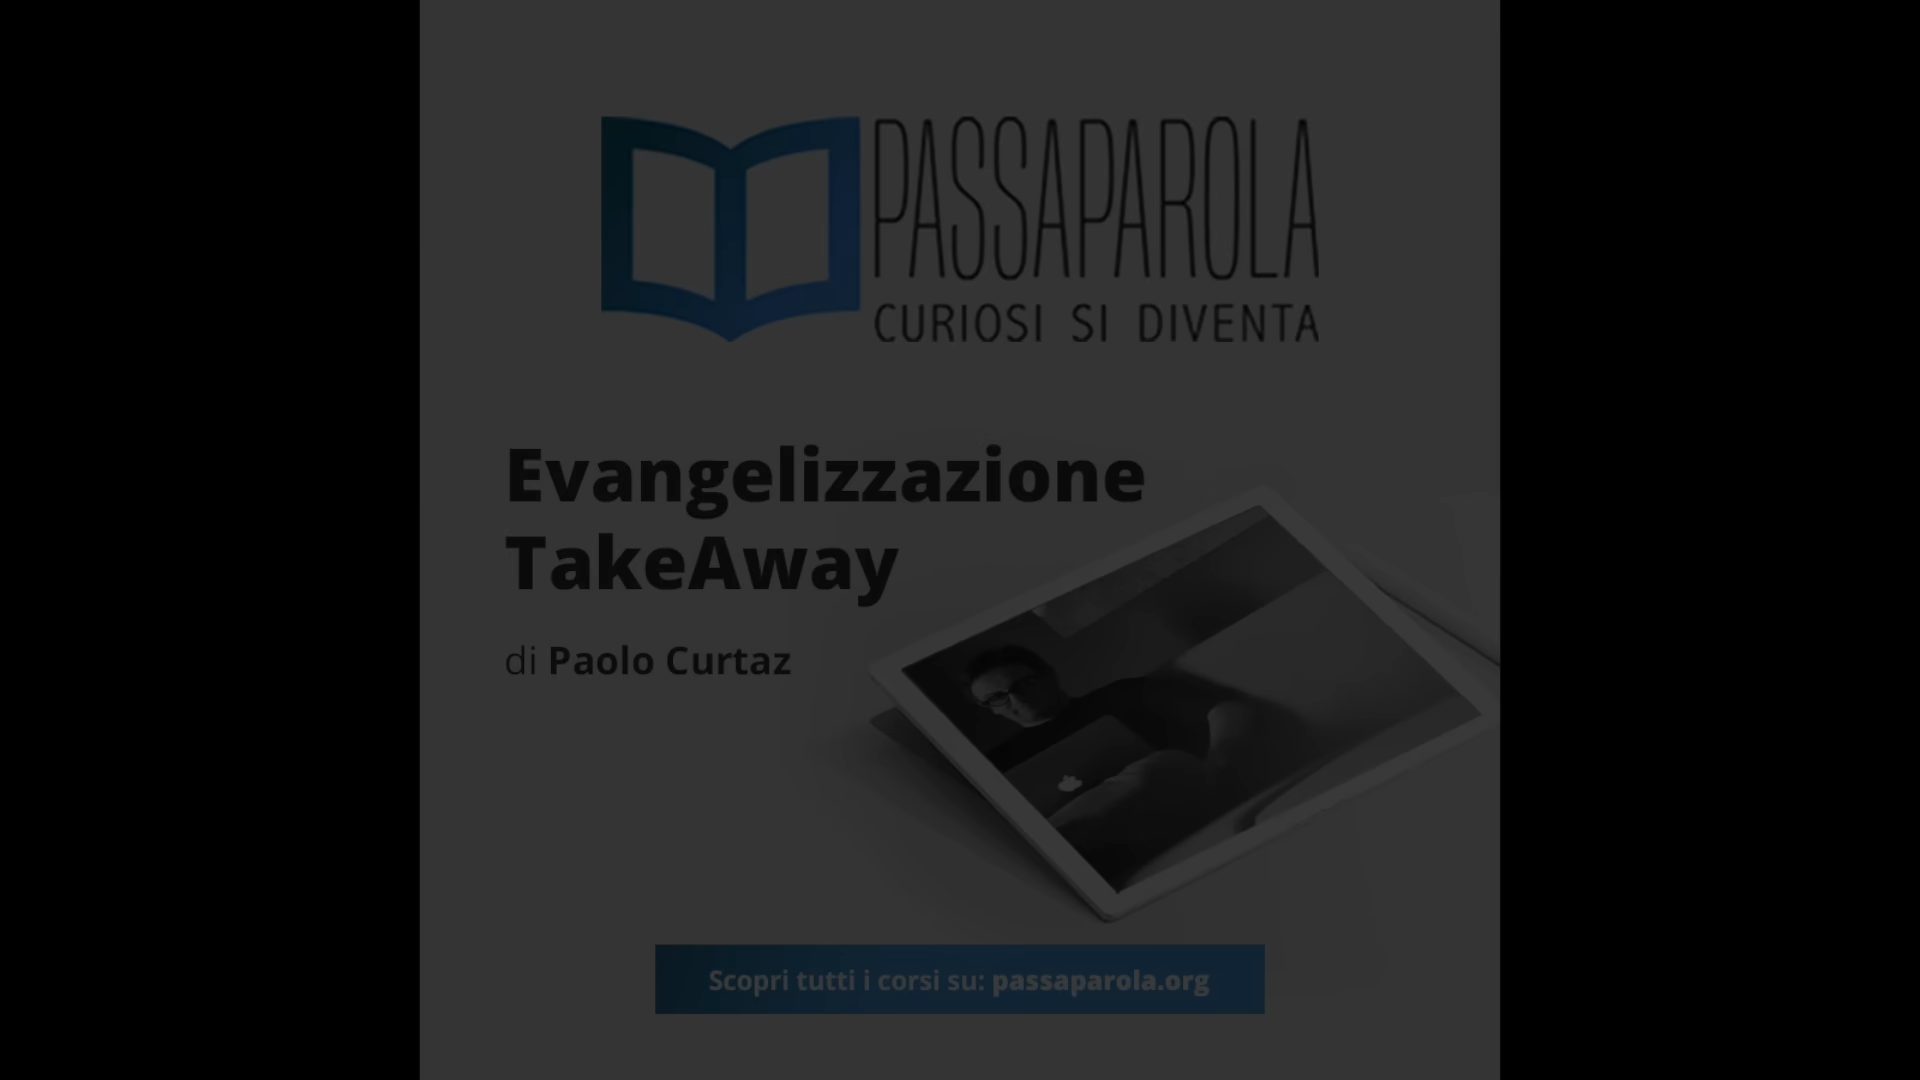 PASSAPAROLA
CURIOSI SI DIVENTA
Evangelizzazione
TakeAway
di Paolo Curtaz
Scopri tutti i corsi su: passaparola.org